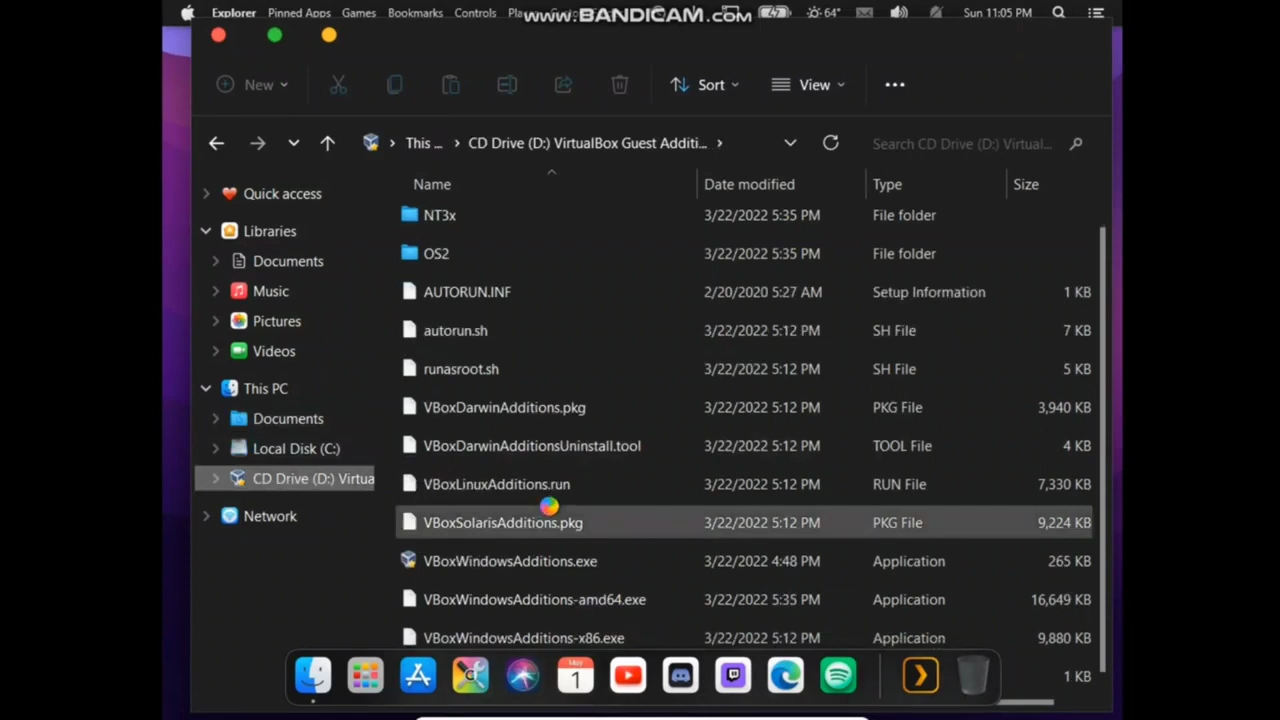 Explorer Pinned Apps Games Bookmarks Controls 64° Sun 11:05 PM
www.BANDICAM.com
New Sort View
This ... CD Drive (D:) VirtualBox Guest Additi... Search CD Drive (D:) Virtual...
Name Date modified Type Size
Quick access
Libraries
Documents
Music
Pictures
Videos
This PC
Documents
Local Disk (C:)
CD Drive (D:) Virtua
Network
NT3x 3/22/2022 5:35 PM File folder
OS2 3/22/2022 5:35 PM File folder
AUTORUN.INF 2/20/2020 5:27 AM Setup Information 1 KB
autorun.sh 3/22/2022 5:12 PM SH File 7 KB
runasroot.sh 3/22/2022 5:12 PM SH File 5 KB
VBoxDarwinAdditions.pkg 3/22/2022 5:12 PM PKG File 3,940 KB
VBoxDarwinAdditionsUninstall.tool 3/22/2022 5:12 PM TOOL File 4 KB
VBoxLinuxAdditions.run 3/22/2022 5:12 PM RUN File 7,330 KB
VBoxSolarisAdditions.pkg 3/22/2022 5:12 PM PKG File 9,224 KB
VBoxWindowsAdditions.exe 3/22/2022 4:48 PM Application 265 KB
VBoxWindowsAdditions-amd64.exe 3/22/2022 5:35 PM Application 16,649 KB
VBoxWindowsAdditions-x86.exe 3/22/2022 5:12 PM Application 9,880 KB
1 KB
May
1